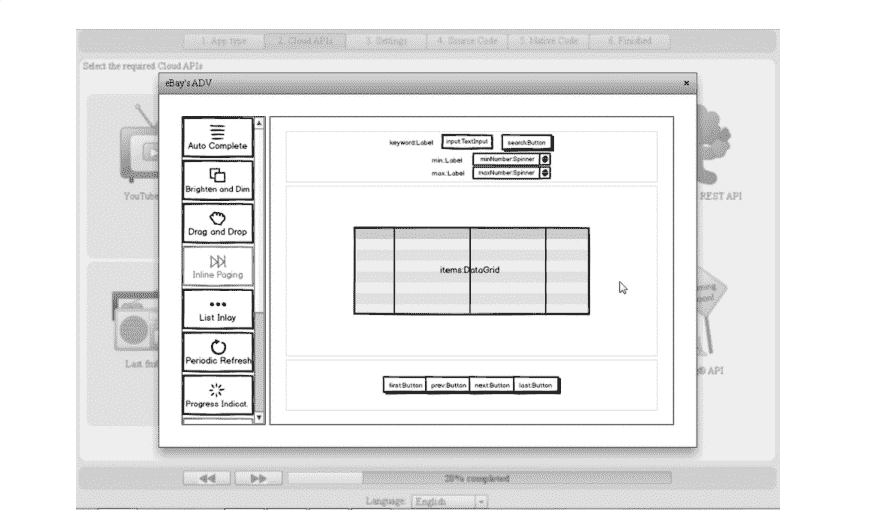 1. App type 2. Cloud APIs 3. Settings 4. Source Code 5. Native Code 6. Finished
Select the required Cloud APIs
eBay's ADV ×
Auto Complete
Brighten and Dim
Drag and Drop
Inline Paging
List Inlay
Periodic Refresh
Progress Indicat.
keyword:Label input:TextInput search:Button
min:Label minNumber:Spinner
max:Label maxNumber:Spinner
items:DataGrid
first:Button prev:Button next:Button last:Button
YouTube
REST API
Last
API
20% completed
Language: English